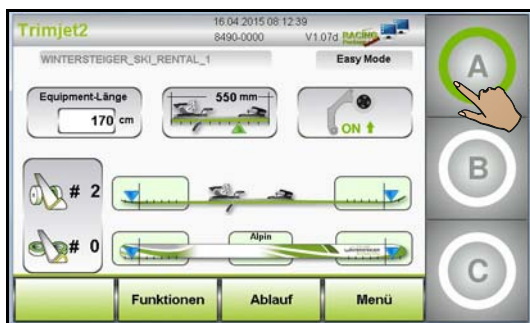 Trimjet2
16.04.2015 08:12:39
8490-0000 V1.07d RACING
WINTERSTEIGER_SKI_RENTAL_1
Easy Mode
Equipment-Länge
170 cm
550 mm
ON
# 2
# 0
Alpin
Funktionen
Ablauf
Menü
A
B
C